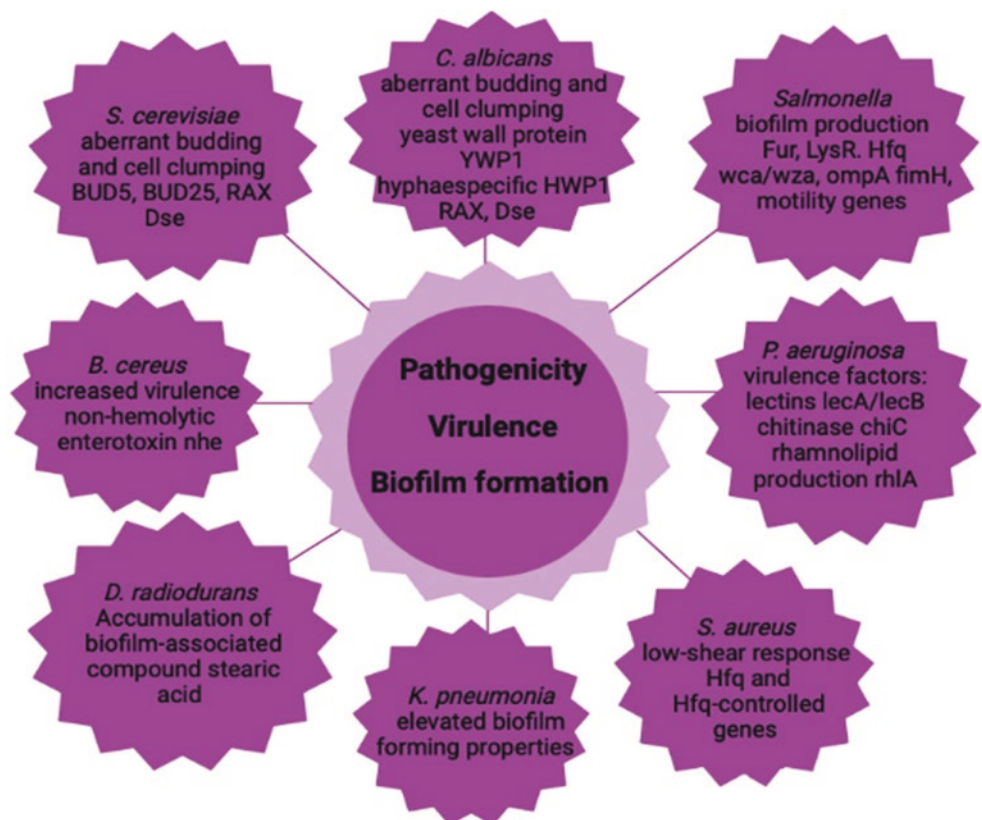 S. cerevisiae
aberrant budding
and cell clumping
BUD5, BUD25, RAX
Dse
C. albicans
aberrant budding and
cell clumping
yeast wall protein
YWP1
hyphaespecific HWP1
RAX, Dse
Salmonella
biofilm production
Fur, LysR. Hfq
wca/wza, ompA fimH,
motility genes
B. cereus
increased virulence
non-hemolytic
enterotoxin nhe
Pathogenicity
Virulence
Biofilm formation
P. aeruginosa
virulence factors:
lectins lecA/lecB
chitinase chiC
rhamnolipid
production rhlA
D. radiodurans
Accumulation of
biofilm-associated
compound stearic
acid
K. pneumonia
elevated biofilm
forming properties
S. aureus
low-shear response
Hfq and
Hfq-controlled
genes